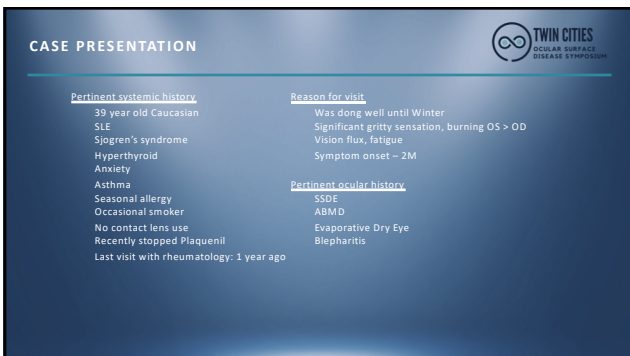 CASE PRESENTATION
TWIN CITIES
OCULAR SURFACE
DISEASE SYMPOSIUM
Pertinent systemic history
39 year old Caucasian
SLE
Sjogren's syndrome
Hyperthyroid
Anxiety
Asthma
Seasonal allergy
Occasional smoker
No contact lens use
Recently stopped Plaquenil
Last visit with rheumatology: 1 year ago
Reason for visit
Was dong well until Winter
Significant gritty sensation, burning OS > OD
Vision flux, fatigue
Symptom onset – 2M
Pertinent ocular history
SSDE
ABMD
Evaporative Dry Eye
Blepharitis